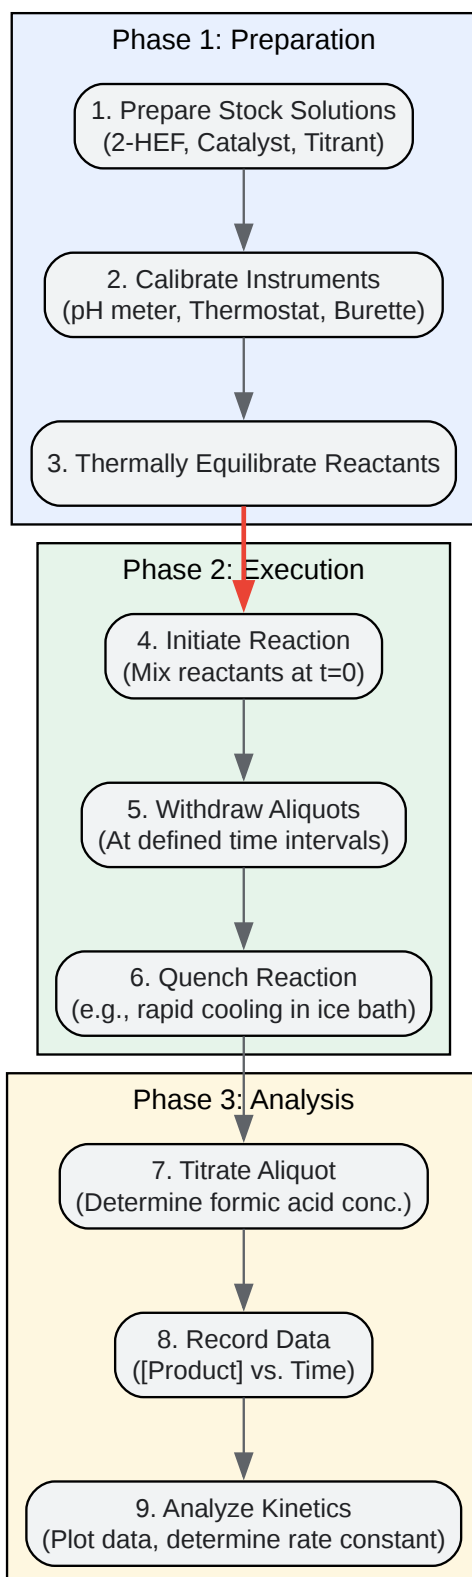 Phase 1: Preparation
1. Prepare Stock Solutions
(2-HEF, Catalyst, Titrant)
2. Calibrate Instruments
(pH meter, Thermostat, Burette)
3. Thermally Equilibrate Reactants
Phase 2: Execution
4. Initiate Reaction
(Mix reactants at t=0)
5. Withdraw Aliquots
(At defined time intervals)
6. Quench Reaction
(e.g., rapid cooling in ice bath)
Phase 3: Analysis
7. Titrate Aliquot
(Determine formic acid conc.)
8. Record Data
([Product] vs. Time)
9. Analyze Kinetics
(Plot data, determine rate constant)